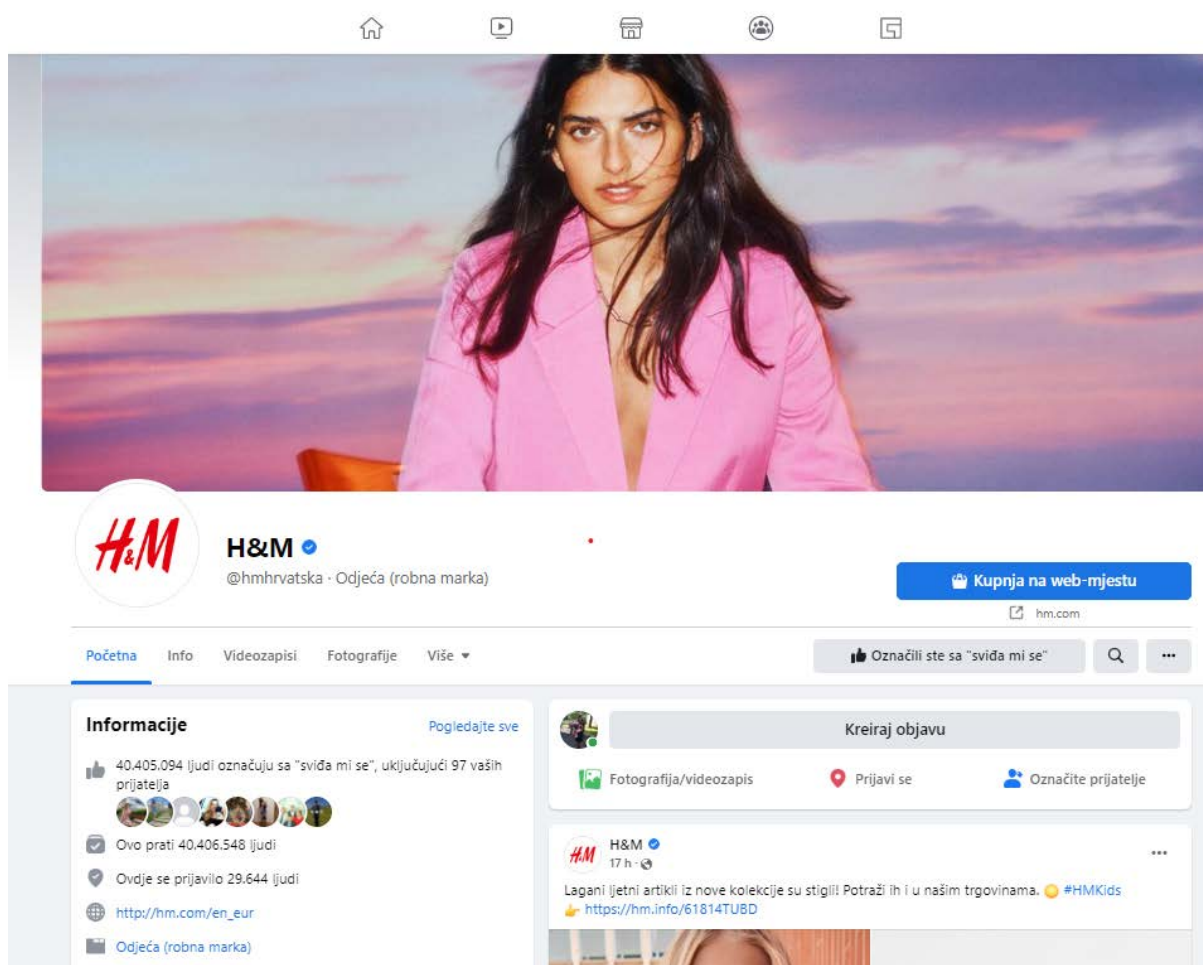 H&M
H&M
@hmhrvatska · Odjeća (robna marka)
Kupnja na web-mjestu
hm.com
Početna Info Videozapisi Fotografije Više
Označili ste sa "sviđa mi se"
Informacije
Pogledajte sve
40.405.094 ljudi označuju sa "sviđa mi se", uključujući 97 vaših
prijatelja
Ovo prati 40.406.548 ljudi
Ovdje se prijavilo 29.644 ljudi
http://hm.com/en_eur
Odjeća (robna marka)
Kreiraj objavu
Fotografija/videozapis Prijavi se Označite prijatelje
H&M
H&M
17 h ·
Lagani ljetni artikli iz nove kolekcije su stigli! Potraži ih i u našim trgovinama. 🌞 #HMKids
👉 https://hm.info/61814TUBD